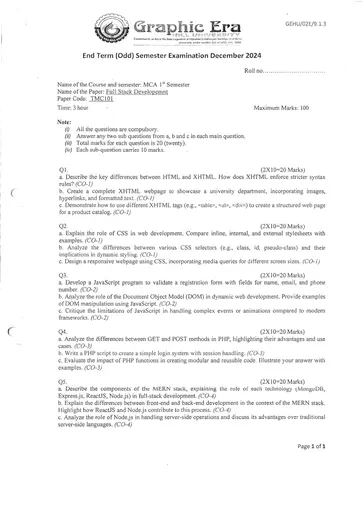 GEHU/02E/9.1.3
Graphic Era
HILL UNIVERSITY
End Term (Odd) Semester Examination December 2024
Roll no..............................
Name of the Course and semester: MCA 1st Semester
Name of the Paper: Full Stack Development
Paper Code: TMC101
Time: 3 hour Maximum Marks: 100
Note:
(i) All the questions are compulsory.
(ii) Answer any two sub questions from a, b and c in each main question.
(iii) Total marks for each question is 20 (twenty).
(iv) Each sub-question carries 10 marks.
Q1. (2X10=20 Marks)
a. Describe the key differences between HTML and XHTML. How does XHTML enforce stricter syntax
rules? (CO-1)
b. Create a complete XHTML webpage to showcase a university department, incorporating images,
hyperlinks, and formatted text. (CO-1)
c. Demonstrate how to use different XHTML tags (e.g., <table>, <ul>, <div>) to create a structured web page
for a product catalog. (CO-1)
Q2. (2X10=20 Marks)
a. Explain the role of CSS in web development. Compare inline, internal, and external stylesheets with
examples. (CO-1)
b. Analyze the differences between various CSS selectors (e.g., class, id, pseudo-class) and their
implications in dynamic styling. (CO-1)
c. Design a responsive webpage using CSS, incorporating media queries for different screen sizes. (CO-1)
Q3. (2X10=20 Marks)
a. Develop a JavaScript program to validate a registration form with fields for name, email, and phone
number. (CO-2)
b. Analyze the role of the Document Object Model (DOM) in dynamic web development. Provide examples
of DOM manipulation using JavaScript. (CO-2)
c. Critique the limitations of JavaScript in handling complex events or animations compared to modern
frameworks. (CO-2)
Q4. (2X10=20 Marks)
a. Analyze the differences between GET and POST methods in PHP, highlighting their advantages and use
cases. (CO-3)
b. Write a PHP script to create a simple login system with session handling. (CO-3)
c. Evaluate the impact of PHP functions in creating modular and reusable code. Illustrate your answer with
examples. (CO-3)
Q5. (2X10=20 Marks)
a. Describe the components of the MERN stack, explaining the role of each technology (MongoDB,
Express.js, ReactJS, Node.js) in full-stack development. (CO-4)
b. Explain the differences between front-end and back-end development in the context of the MERN stack.
Highlight how ReactJS and Node.js contribute to this process. (CO-4)
c. Analyze the role of Node.js in handling server-side operations and discuss its advantages over traditional
server-side languages. (CO-4)
Page 1 of 1